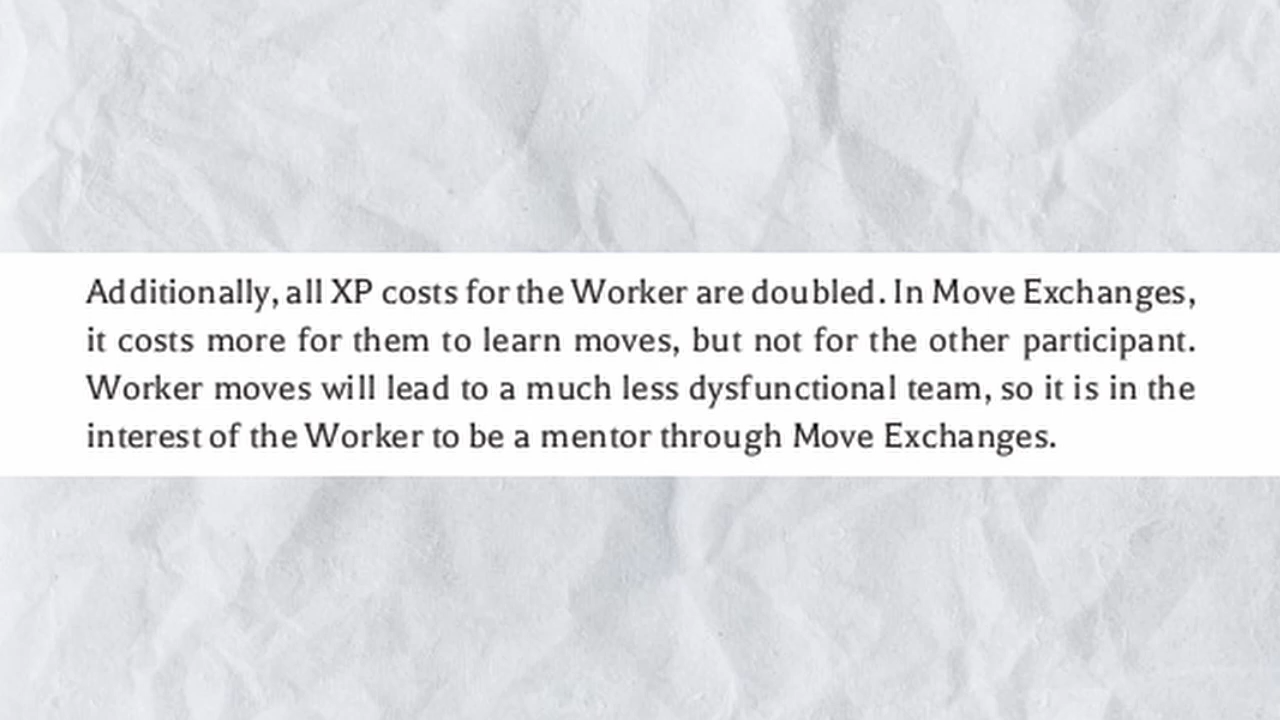 Additionally, all XP costs for the Worker are doubled. In Move Exchanges,
it costs more for them to learn moves, but not for the other participant.
Worker moves will lead to a much less dysfunctional team, so it is in the
interest of the Worker to be a mentor through Move Exchanges.